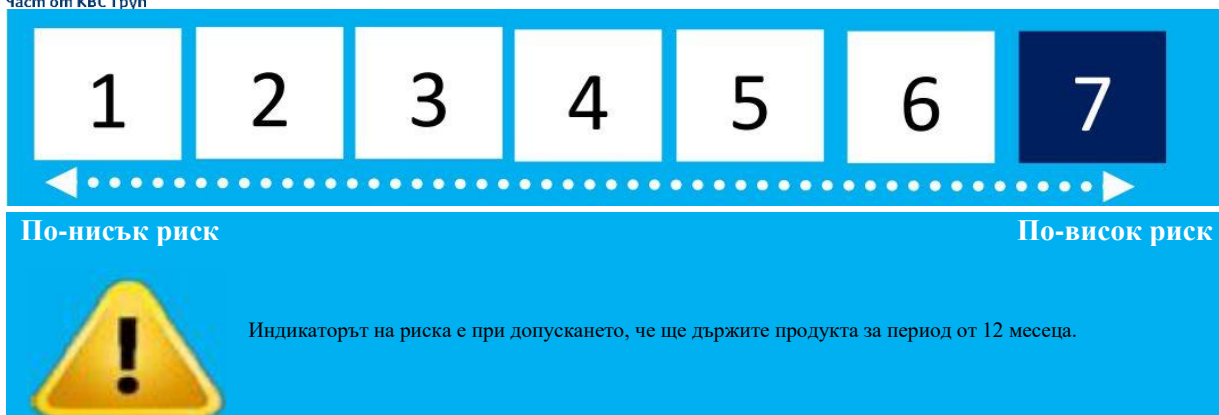 Част от КВС Груп
1 2 3 4 5 6 7
По-нисък риск По-висок риск
Индикаторът на риска е при допускането, че ще държите продукта за период от 12 месеца.